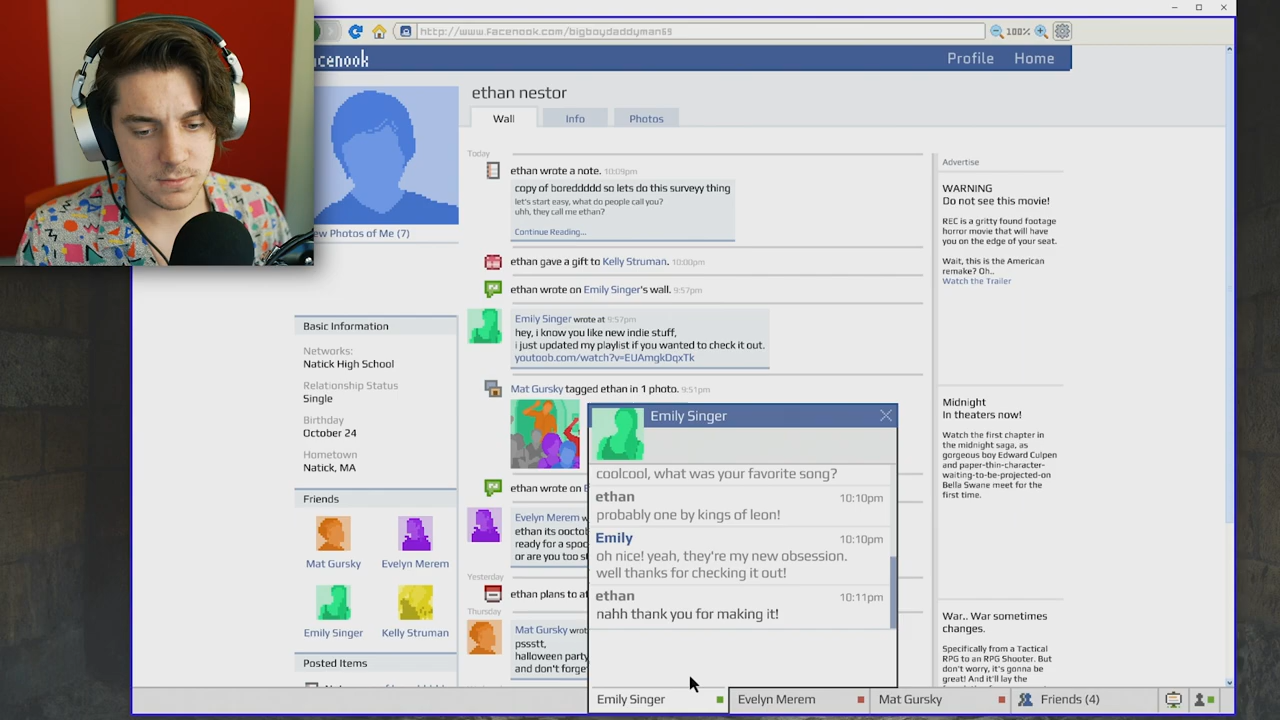 http://www.Facenook.com/bigboydaddyman69
100%
cenook
Profile
Home
ethan nestor
Wall
Info
Photos
ew Photos of Me (7)
Basic Information
Networks:
Natick High School
Relationship Status
Single
Birthday
October 24
Hometown
Natick, MA
Friends
Mat Gursky
Evelyn Merem
Emily Singer
Kelly Struman
Posted Items
Today
ethan wrote a note. 10:09pm
copy of boreddddd so lets do this surveyy thing
let's start easy, what do people call you?
uhh, they call me ethan?
Continue Reading...
ethan gave a gift to Kelly Struman. 10:00pm
ethan wrote on Emily Singer's wall. 9:57pm
Emily Singer wrote at 9:57pm
hey, i know you like new indie stuff,
i just updated my playlist if you wanted to check it out.
youtoob.com/watch?v=EUAmgkDqxTk
Mat Gursky tagged ethan in 1 photo. 9:51pm
ethan wrote on
Evelyn Merem w
ethan its ooctob
ready for a spoo
or are you too s
Yesterday
ethan plans to at
Thursday
Mat Gursky wrot
pssstt,
halloween party
and don't forge
Emily Singer
coolcool, what was your favorite song?
ethan 10:10pm
probably one by kings of leon!
Emily 10:10pm
oh nice! yeah, they're my new obsession.
well thanks for checking it out!
ethan 10:11pm
nahh thank you for making it!
Advertise
WARNING
Do not see this movie!
REC is a gritty found footage
horror movie that will have
you on the edge of your seat.
Wait, this is the American
remake? Oh..
Watch the Trailer
Midnight
In theaters now!
Watch the first chapter in
the midnight saga, as
gorgeous boy Edward Culpen
and paper-thin-character-
waiting-to-be-projected-on
Bella Swane meet for the
first time.
War.. War sometimes
changes.
Specifically from a Tactical
RPG to an RPG Shooter. But
don't worry, it's gonna be
great! And it'll lay the
Emily Singer
Evelyn Merem
Mat Gursky
Friends (4)